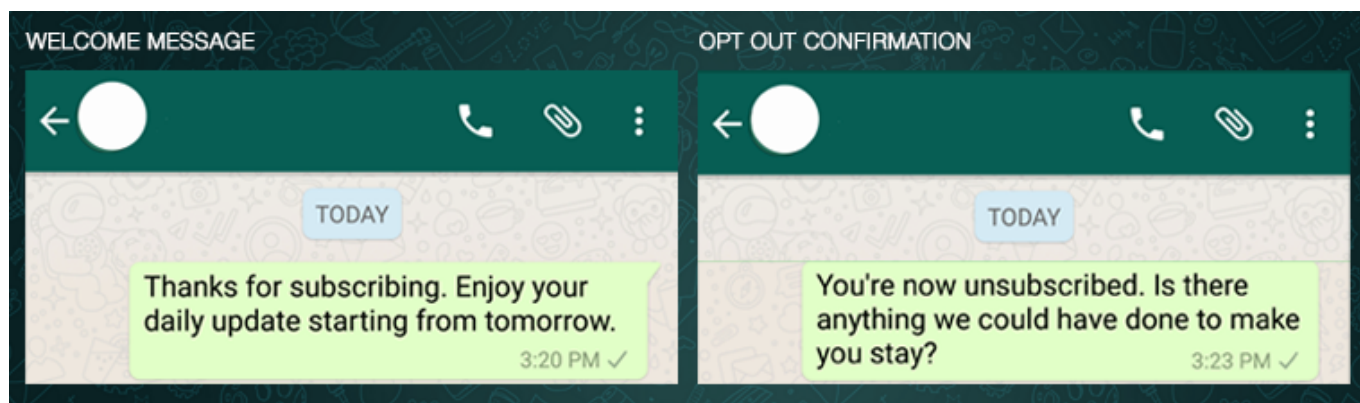 WELCOME MESSAGE
TODAY
Thanks for subscribing. Enjoy your
daily update starting from tomorrow.
3:20 PM
OPT OUT CONFIRMATION
TODAY
You're now unsubscribed. Is there
anything we could have done to make
you stay?
3:23 PM